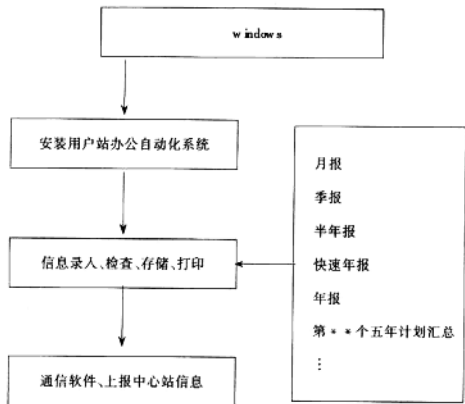 windows
安装用户站办公自动化系统
信息录人、检查、存储、打印
通信软件、上报中心站信息
月报
季报
半年报
快速年报
年报
第**个五年计划汇总
⋮